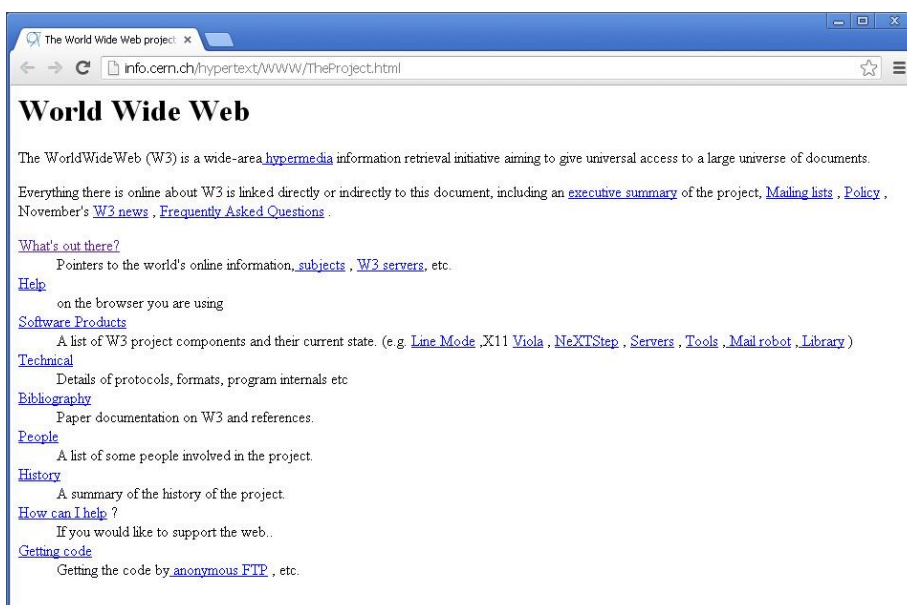 The World Wide Web project
info.cern.ch/hypertext/WWW/TheProject.html
World Wide Web
The WorldWideWeb (W3) is a wide-area hypermedia information retrieval initiative aiming to give universal access to a large universe of documents.
Everything there is online about W3 is linked directly or indirectly to this document, including an executive summary of the project, Mailing lists , Policy ,
November's W3 news , Frequently Asked Questions .
What's out there?
Pointers to the world's online information, subjects , W3 servers, etc.
Help
on the browser you are using
Software Products
A list of W3 project components and their current state. (e.g. Line Mode ,X11 Viola , NeXTStep , Servers , Tools , Mail robot , Library )
Technical
Details of protocols, formats, program internals etc
Bibliography
Paper documentation on W3 and references.
People
A list of some people involved in the project.
History
A summary of the history of the project.
How can I help ?
If you would like to support the web..
Getting code
Getting the code by anonymous FTP , etc.